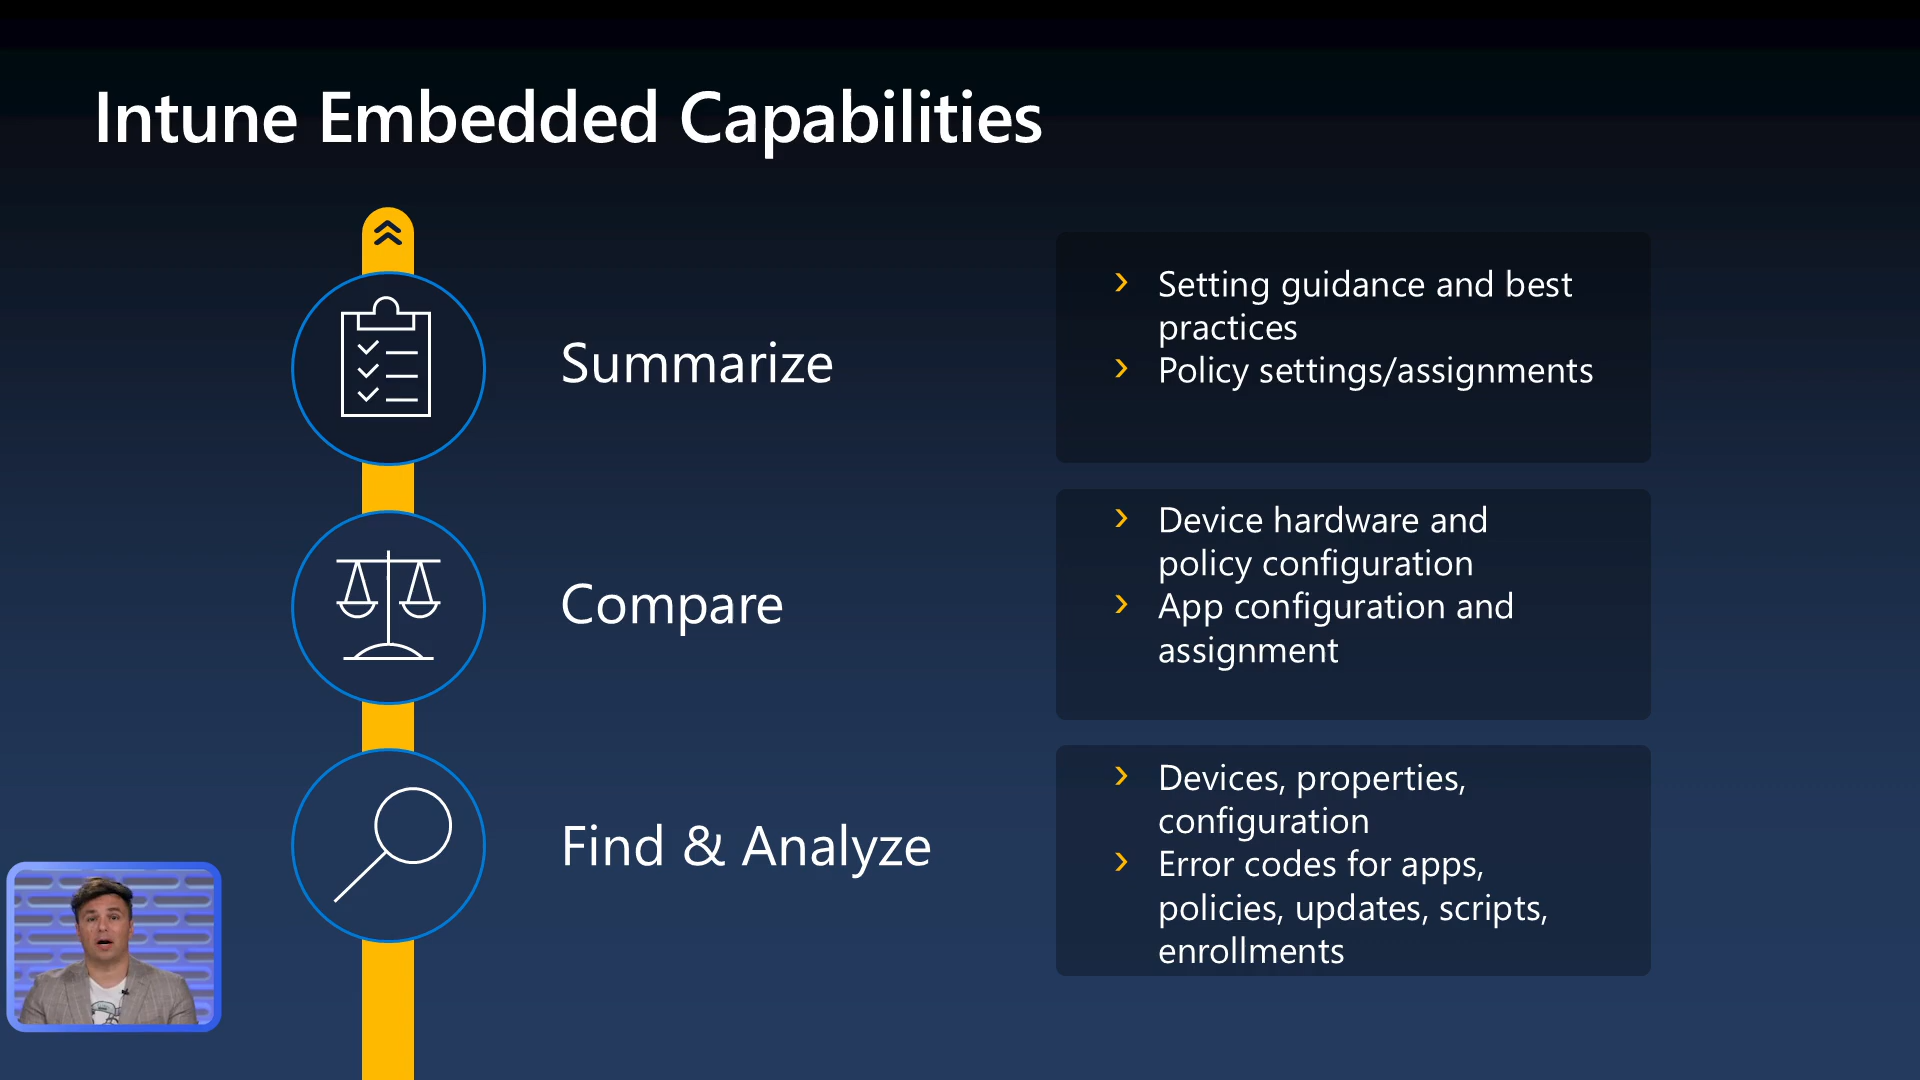 Intune Embedded Capabilities
Summarize
Setting guidance and best
practices
Policy settings/assignments
Compare
Device hardware and
policy configuration
App configuration and
assignment
Find & Analyze
Devices, properties,
configuration
Error codes for apps,
policies, updates, scripts,
enrollments